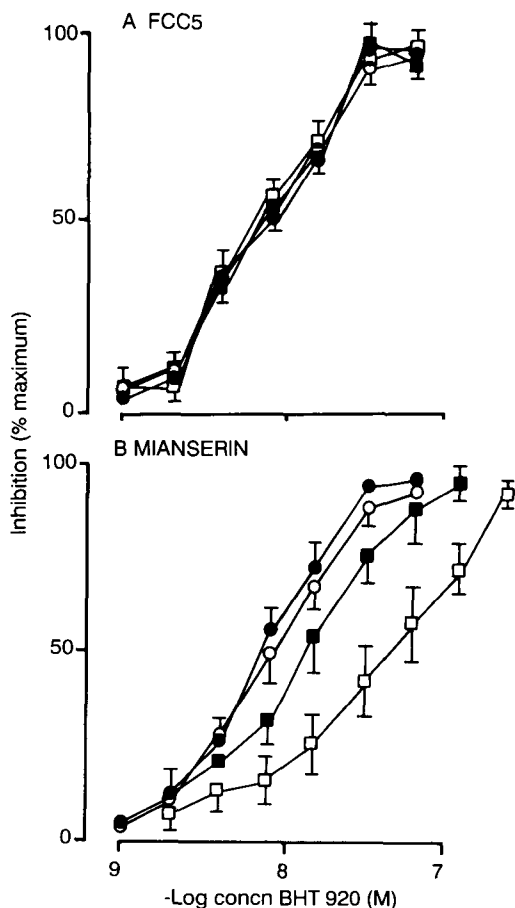 A FCC5
100
50
0
Inhibition (% maximum)
B MIANSERIN
100
50
0
9 8 7
-Log concn BHT 920 (M)